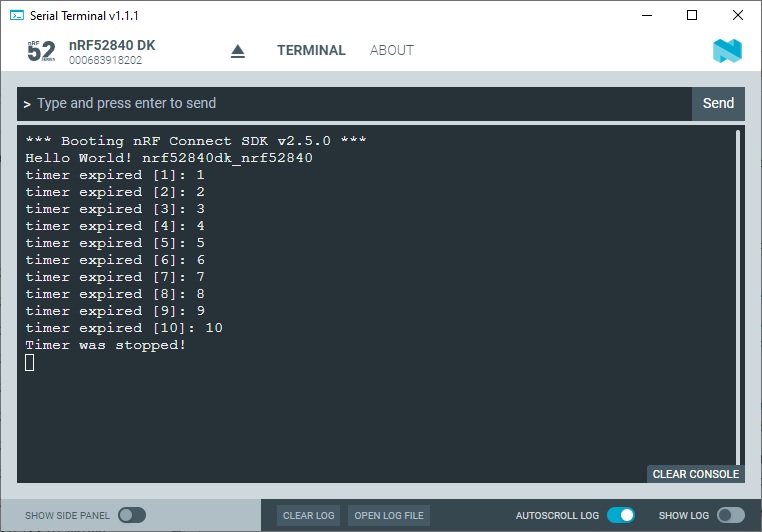 Serial Terminal v1.1.1
nRF
52
SERIES
nRF52840 DK
000683918202
TERMINAL
ABOUT
> Type and press enter to send
Send
*** Booting nRF Connect SDK v2.5.0 ***
Hello World! nrf52840dk_nrf52840
timer expired [1]: 1
timer expired [2]: 2
timer expired [3]: 3
timer expired [4]: 4
timer expired [5]: 5
timer expired [6]: 6
timer expired [7]: 7
timer expired [8]: 8
timer expired [9]: 9
timer expired [10]: 10
Timer was stopped!
CLEAR CONSOLE
SHOW SIDE PANEL
CLEAR LOG
OPEN LOG FILE
AUTOSCROLL LOG
SHOW LOG